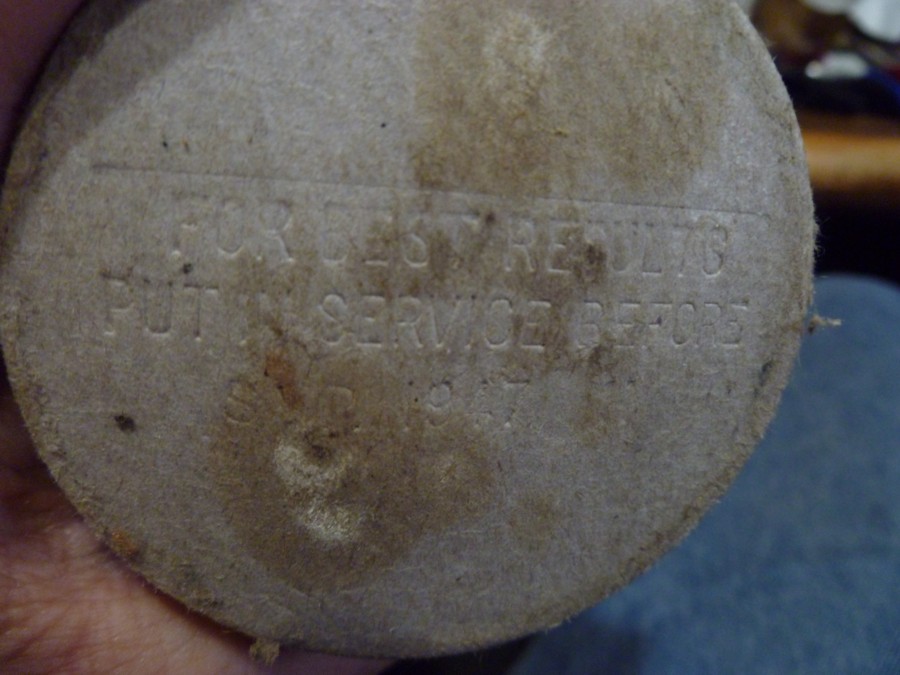 FOR BEST RESULTS
PUT IN SERVICE BEFORE